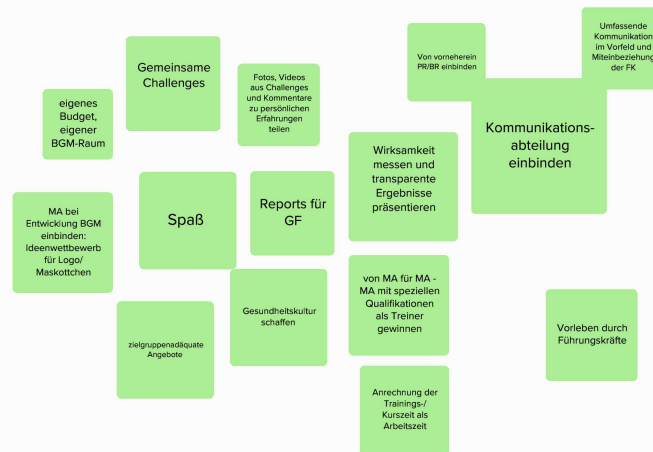 Umfassende
Kommunikation
im Vorfeld und
Miteinbeziehung
der FK
Von vorneherein
PR/BR einbinden
Gemeinsame
Challenges
Fotos, Videos
aus Challenges
und Kommentare
zu persönlichen
Erfahrungen
teilen
eigenes
Budget,
eigener
BGM-Raum
Kommunikations-
abteilung
einbinden
Wirksamkeit
messen und
transparente
Ergebnisse
präsentieren
MA bei
Entwicklung BGM
einbinden:
Ideenwettbewerb
für Logo/
Maskottchen
Spaß
Reports für
GF
Gesundheitskultur
schaffen
von MA für MA -
MA mit speziellen
Qualifikationen
als Treiner
gewinnen
zielgruppenadäquate
Angebote
Vorleben durch
Führungskräfte
Anrechnung der
Trainings-/
Kurszeit als
Arbeitszeit